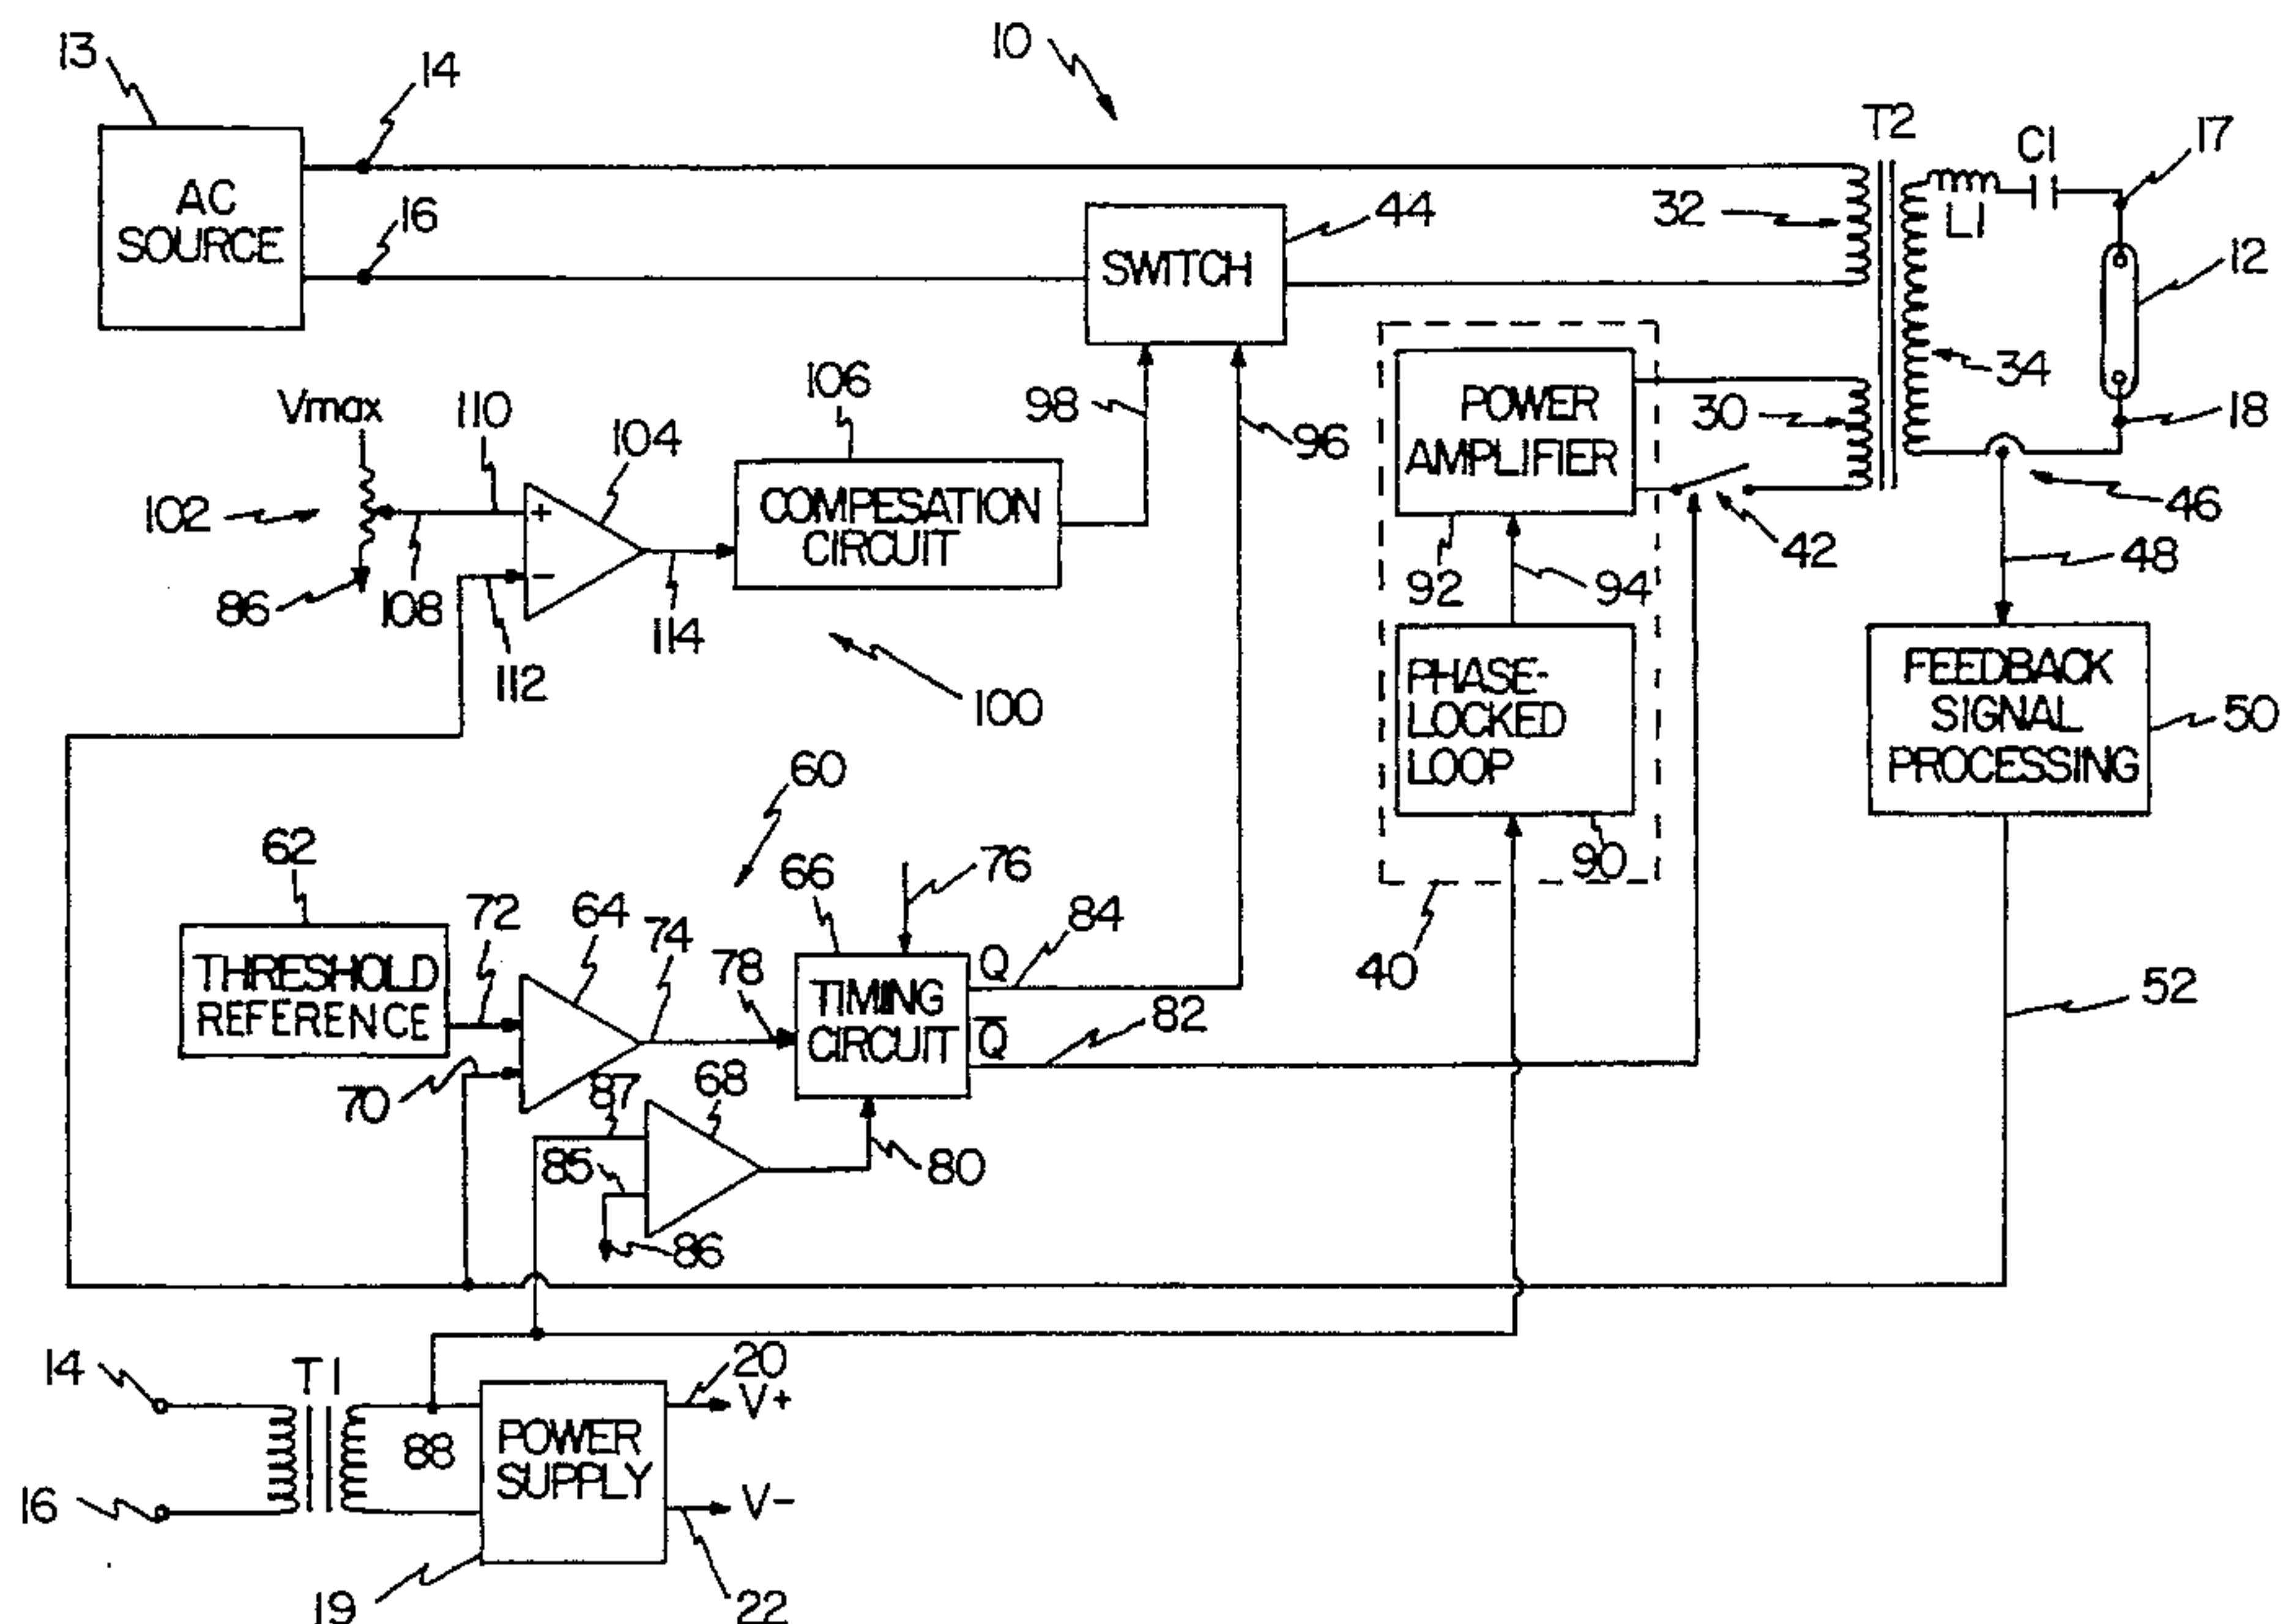 10
13
14
T2
C1
17
AC
SOURCE
16
44
32
L1
12
SWITCH
34
106
Vmax
110
104
98
96
POWER
AMPLIFIER
30
18
102
+
COMPESATION
CIRCUIT
46
-
42
48
86
108
114
92
94
112
100
PHASE-
LOCKED
LOOP
FEEDBACK
SIGNAL
PROCESSING
50
60
62
66
76
90
72
64
74
78
Q
84
40
THRESHOLD
REFERENCE
TIMING
CIRCUIT
Q̅
82
52
70
87
68
85
80
86
14
T1
20
V+
88
POWER
SUPPLY
16
V-
19
22